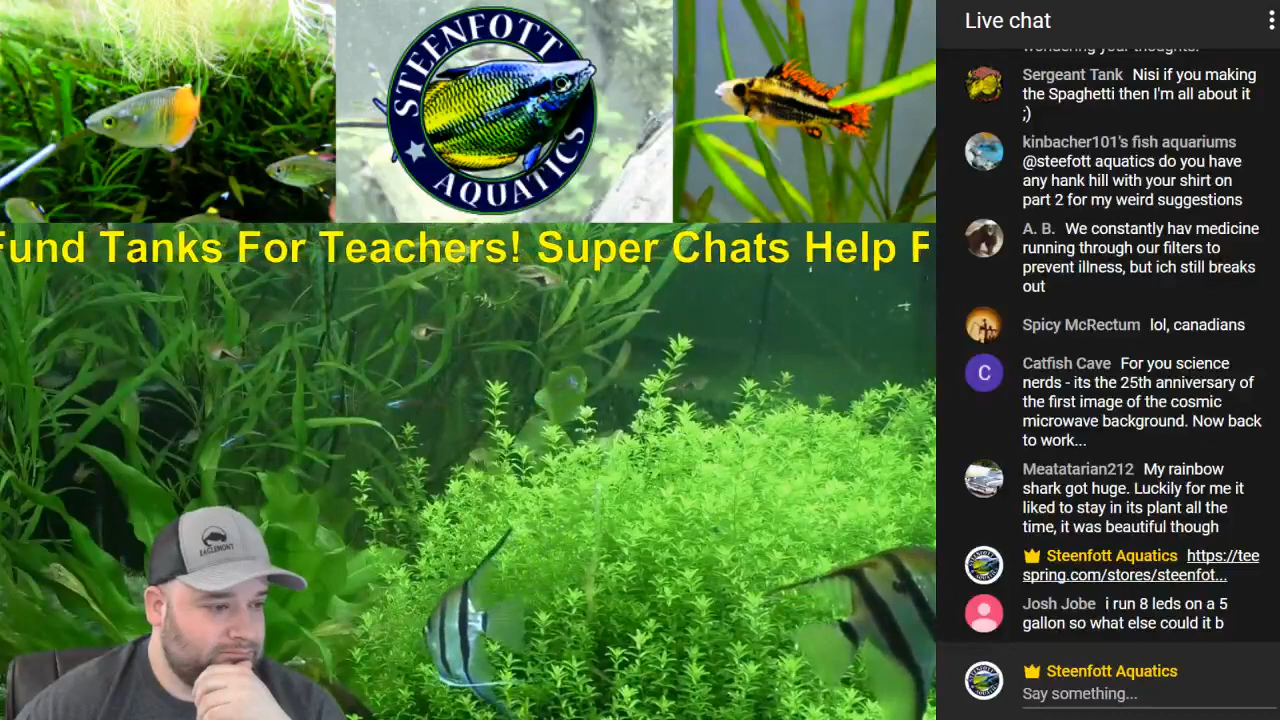 STEENFOTT
AQUATICS
Fund Tanks For Teachers! Super Chats Help F
EAGLEMONT
Live chat
wondering your thoughts.
Sergeant Tank Nisi if you making
the Spaghetti then I'm all about it
;)
kinbacher101's fish aquariums
@steefott aquatics do you have
any hank hill with your shirt on
part 2 for my weird suggestions
A. B. We constantly hav medicine
running through our filters to
prevent illness, but ich still breaks
out
Spicy McRectum lol, canadians
C
Catfish Cave For you science
nerds - its the 25th anniversary of
the first image of the cosmic
microwave background. Now back
to work...
Meatatarian212 My rainbow
shark got huge. Luckily for me it
liked to stay in its plant all the
time, it was beautiful though
Steenfott Aquatics https://tee
spring.com/stores/steenfot...
Josh Jobe i run 8 leds on a 5
gallon so what else could it b
Steenfott Aquatics
Say something...